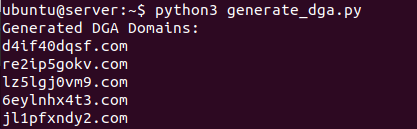 ubuntu@server:~$ python3 generate_dga.py
Generated DGA Domains:
d4if40dqsf.com
re2ip5gokv.com
lz5lgj0vm9.com
6eylnhx4t3.com
jl1pfxndy2.com